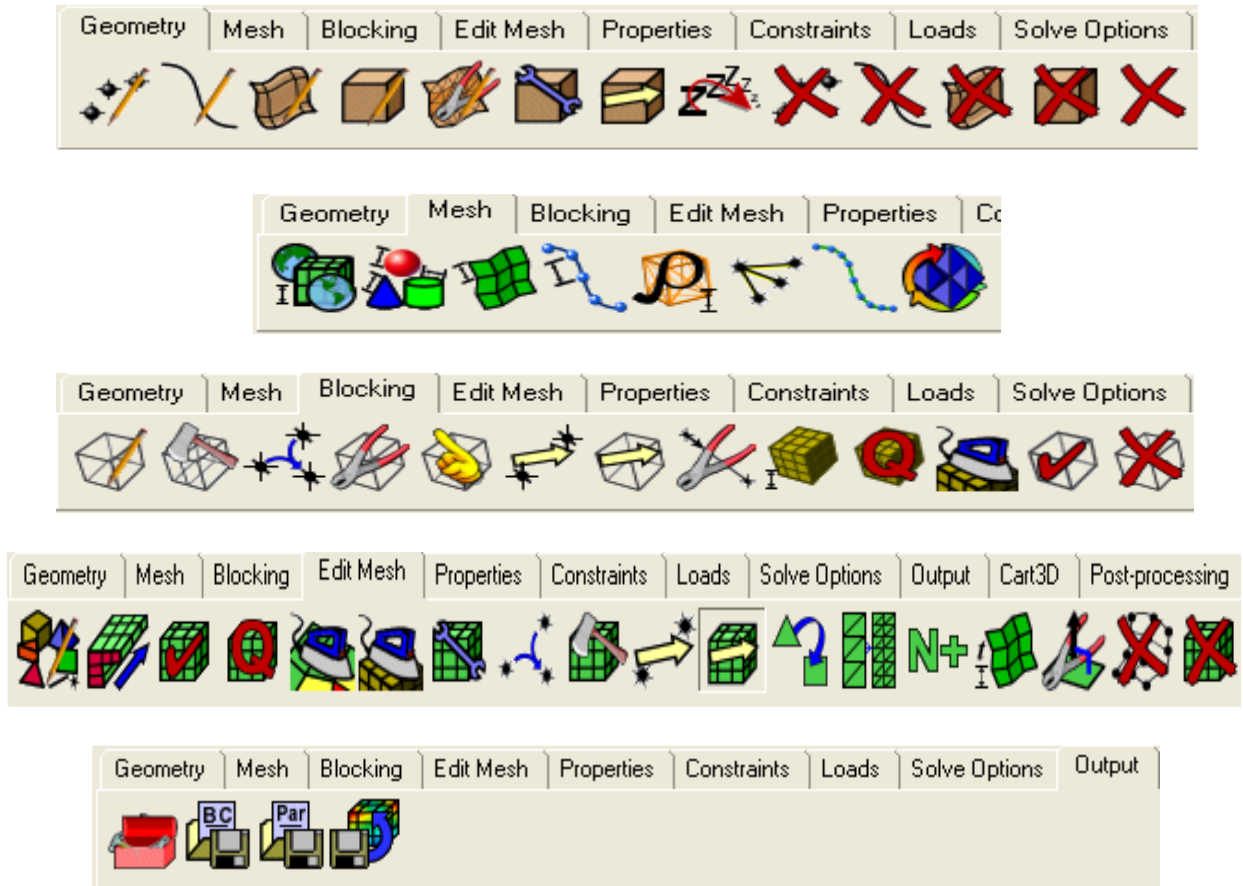 Geometry Mesh Blocking Edit Mesh Properties Constraints Loads Solve Options
Z Z Z Z Z
Geometry Mesh Blocking Edit Mesh Properties Co
ρ
Geometry Mesh Blocking Edit Mesh Properties Constraints Loads Solve Options
Q
Geometry Mesh Blocking Edit Mesh Properties Constraints Loads Solve Options Output Cart3D Post-processing
Q N+
Geometry Mesh Blocking Edit Mesh Properties Constraints Loads Solve Options Output
BC Par